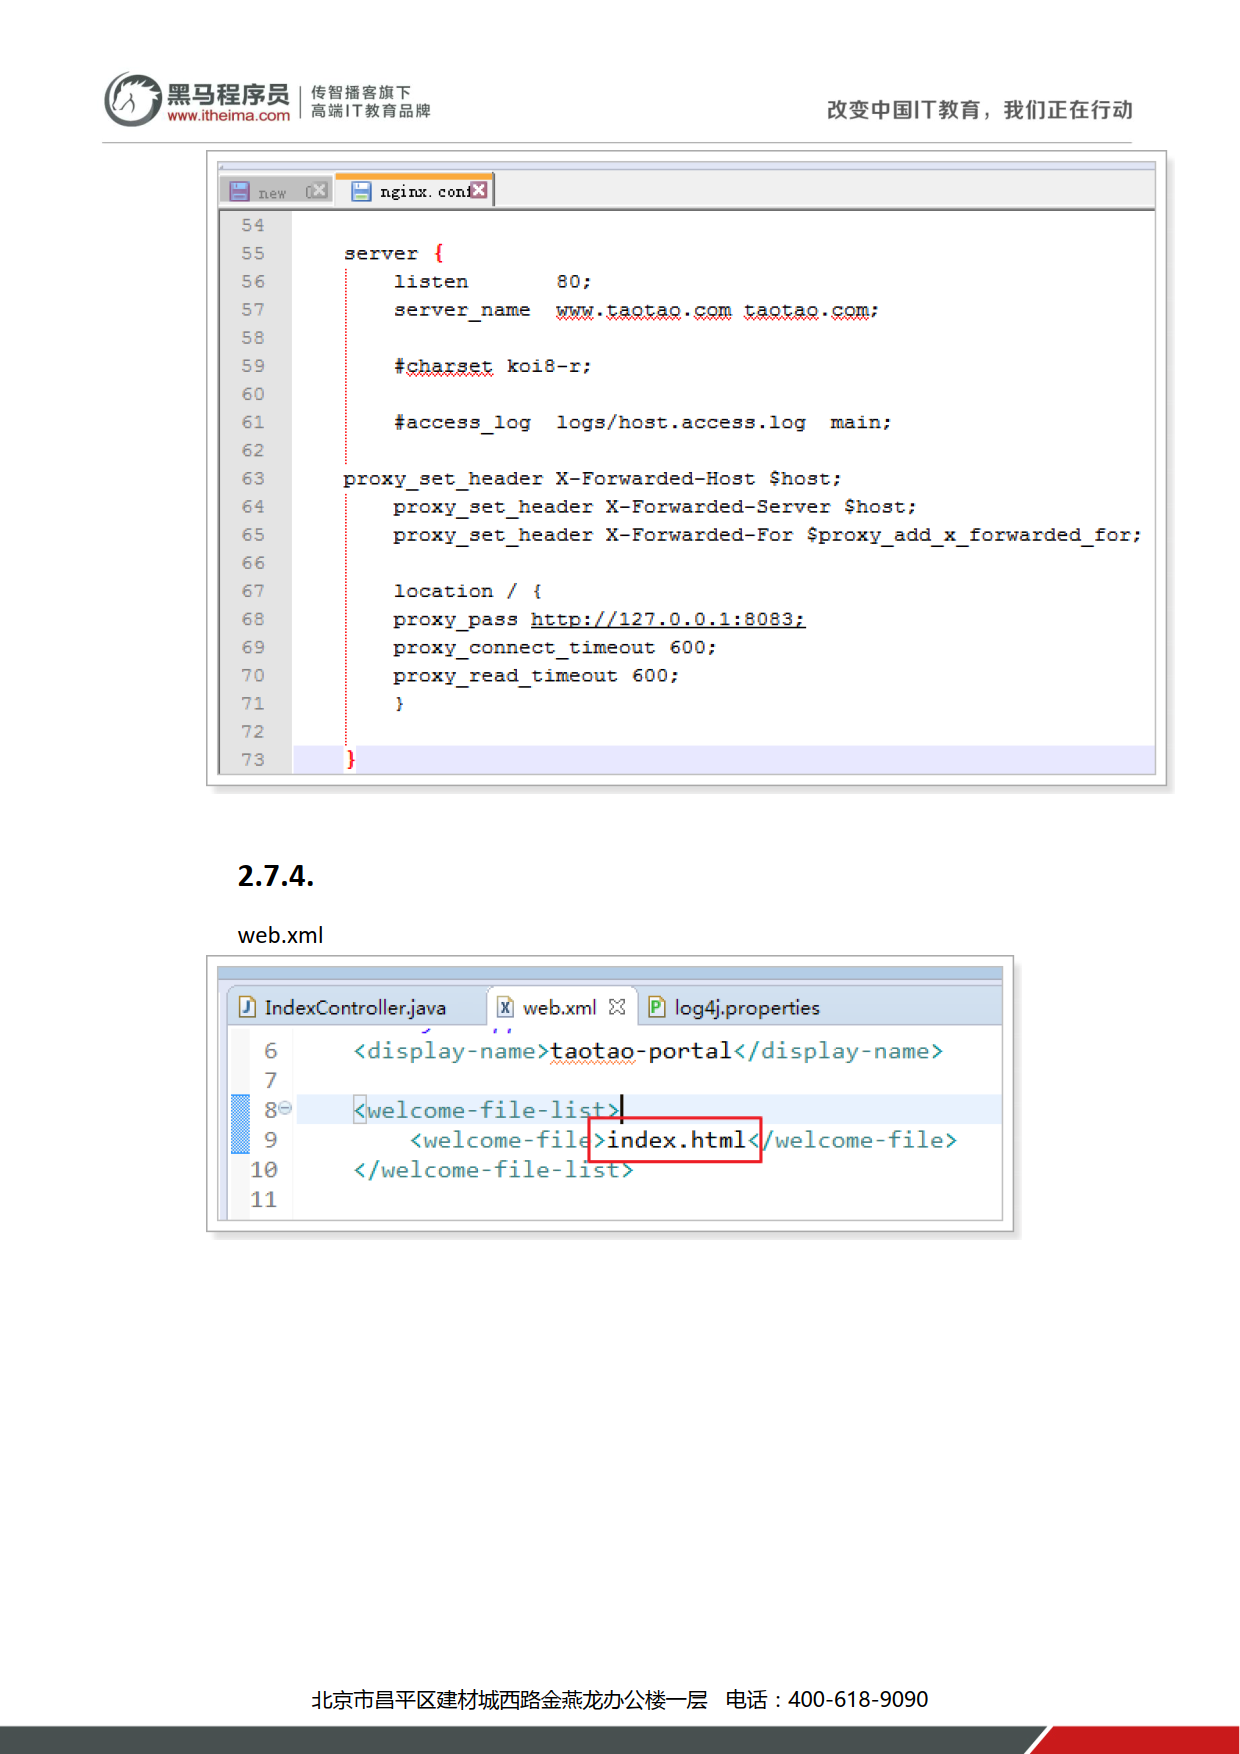 黑马程序员
www.itheima.com
传智播客旗下
高端IT教育品牌
改变中国IT教育，我们正在行动
new
nginx.conf
54
55 server {
56 listen 80;
57 server_name www.taotao.com taotao.com;
58
59 #charset koi8-r;
60
61 #access_log logs/host.access.log main;
62
63 proxy_set_header X-Forwarded-Host $host;
64 proxy_set_header X-Forwarded-Server $host;
65 proxy_set_header X-Forwarded-For $proxy_add_x_forwarded_for;
66
67 location / {
68 proxy_pass http://127.0.0.1:8083;
69 proxy_connect_timeout 600;
70 proxy_read_timeout 600;
71 }
72
73 }
2.7.4.
web.xml
IndexController.java web.xml log4j.properties
6 <display-name>taotao-portal</display-name>
7
8 <welcome-file-list>
9 <welcome-file>index.html</welcome-file>
10 </welcome-file-list>
11
北京市昌平区建材城西路金燕龙办公楼一层 电话：400-618-9090